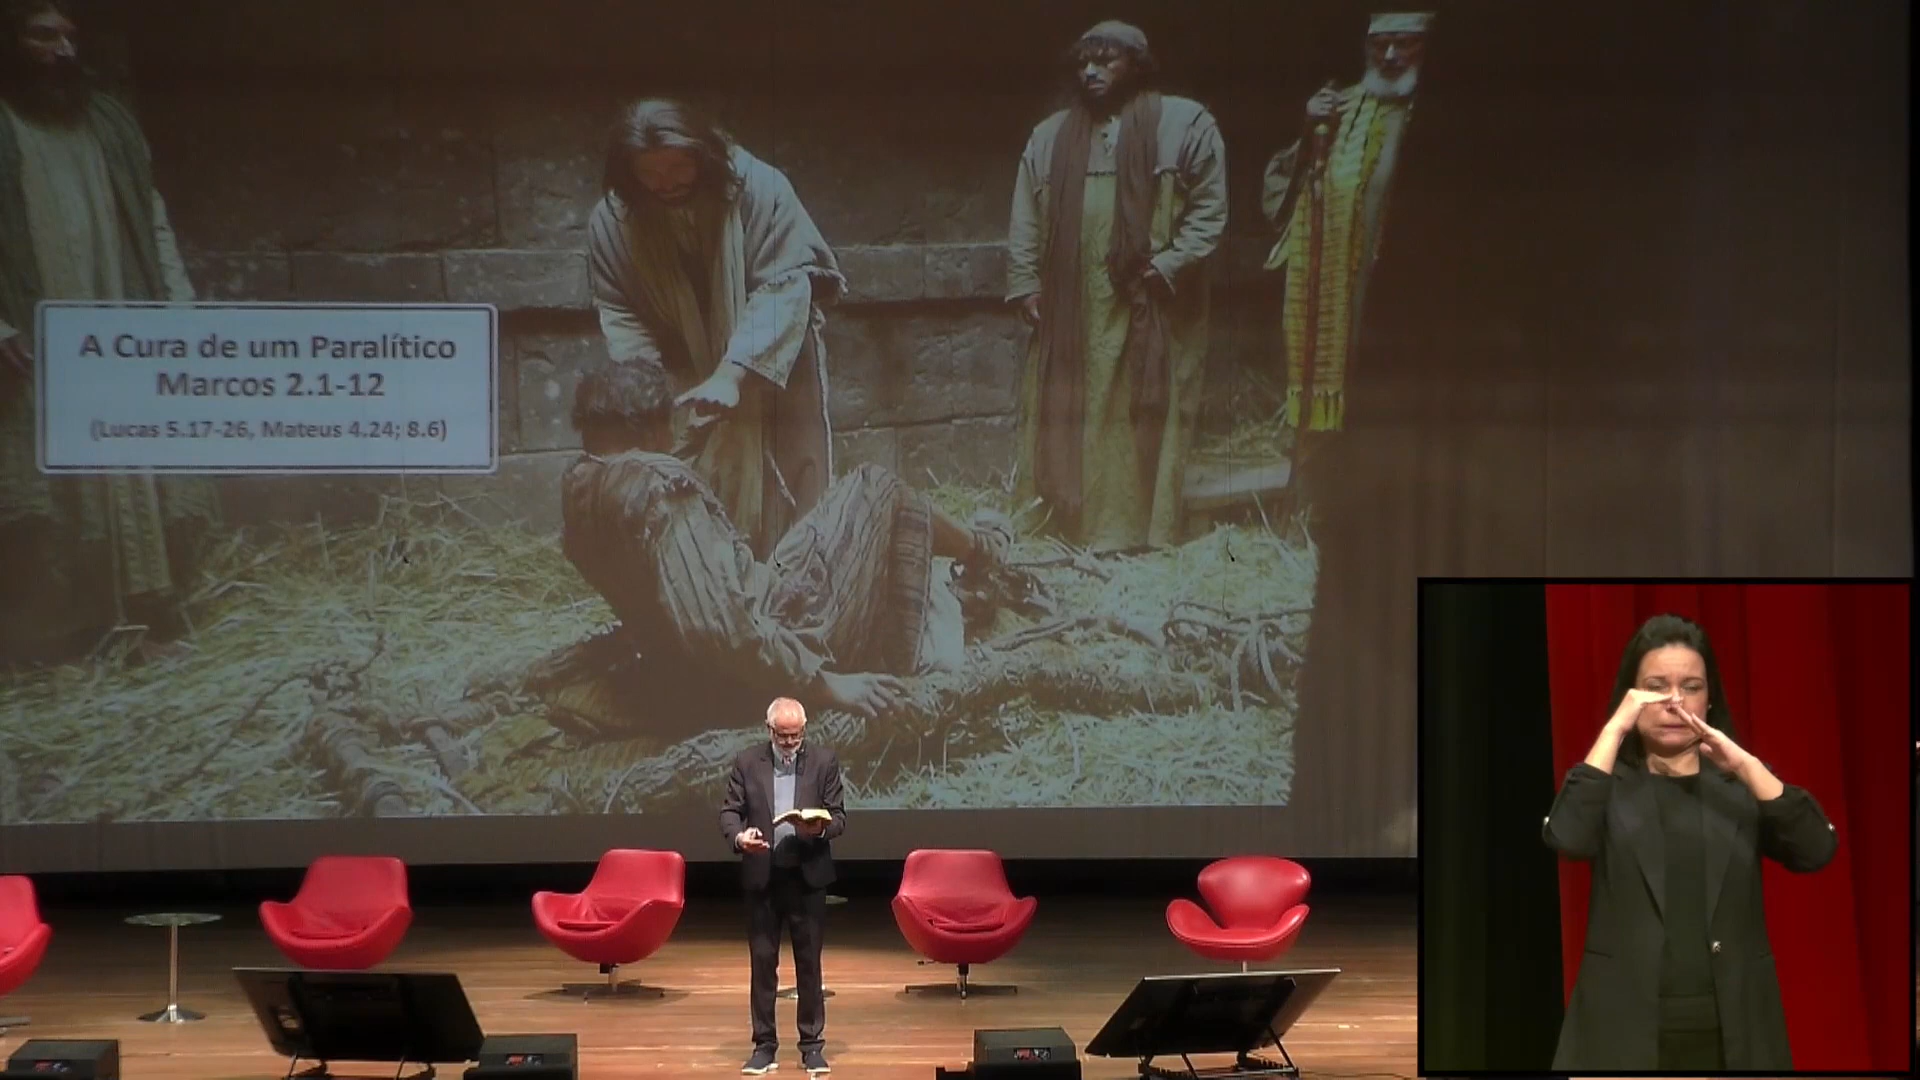 A Cura de um Paralítico
Marcos 2.1-12
(Lucas 5.17-26, Mateus 4.24; 8.6)